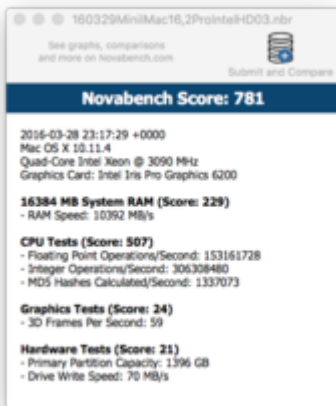 160329MiniMac16,2ProIntelHD03.nbr
See graphs, comparisons
and more on Novabench.com
Submit and Compare
Novabench Score: 781
2016-03-28 23:17:29 +0000
Mac OS X 10.11.4
Quad-Core Intel Xeon @ 3090 MHz
Graphics Card: Intel Iris Pro Graphics 6200
16384 MB System RAM (Score: 229)
- RAM Speed: 10392 MB/s
CPU Tests (Score: 507)
- Floating Point Operations/Second: 153161728
- Integer Operations/Second: 306308480
- MD5 Hashes Calculated/Second: 1337073
Graphics Tests (Score: 24)
- 3D Frames Per Second: 59
Hardware Tests (Score: 21)
- Primary Partition Capacity: 1396 GB
- Drive Write Speed: 70 MB/s